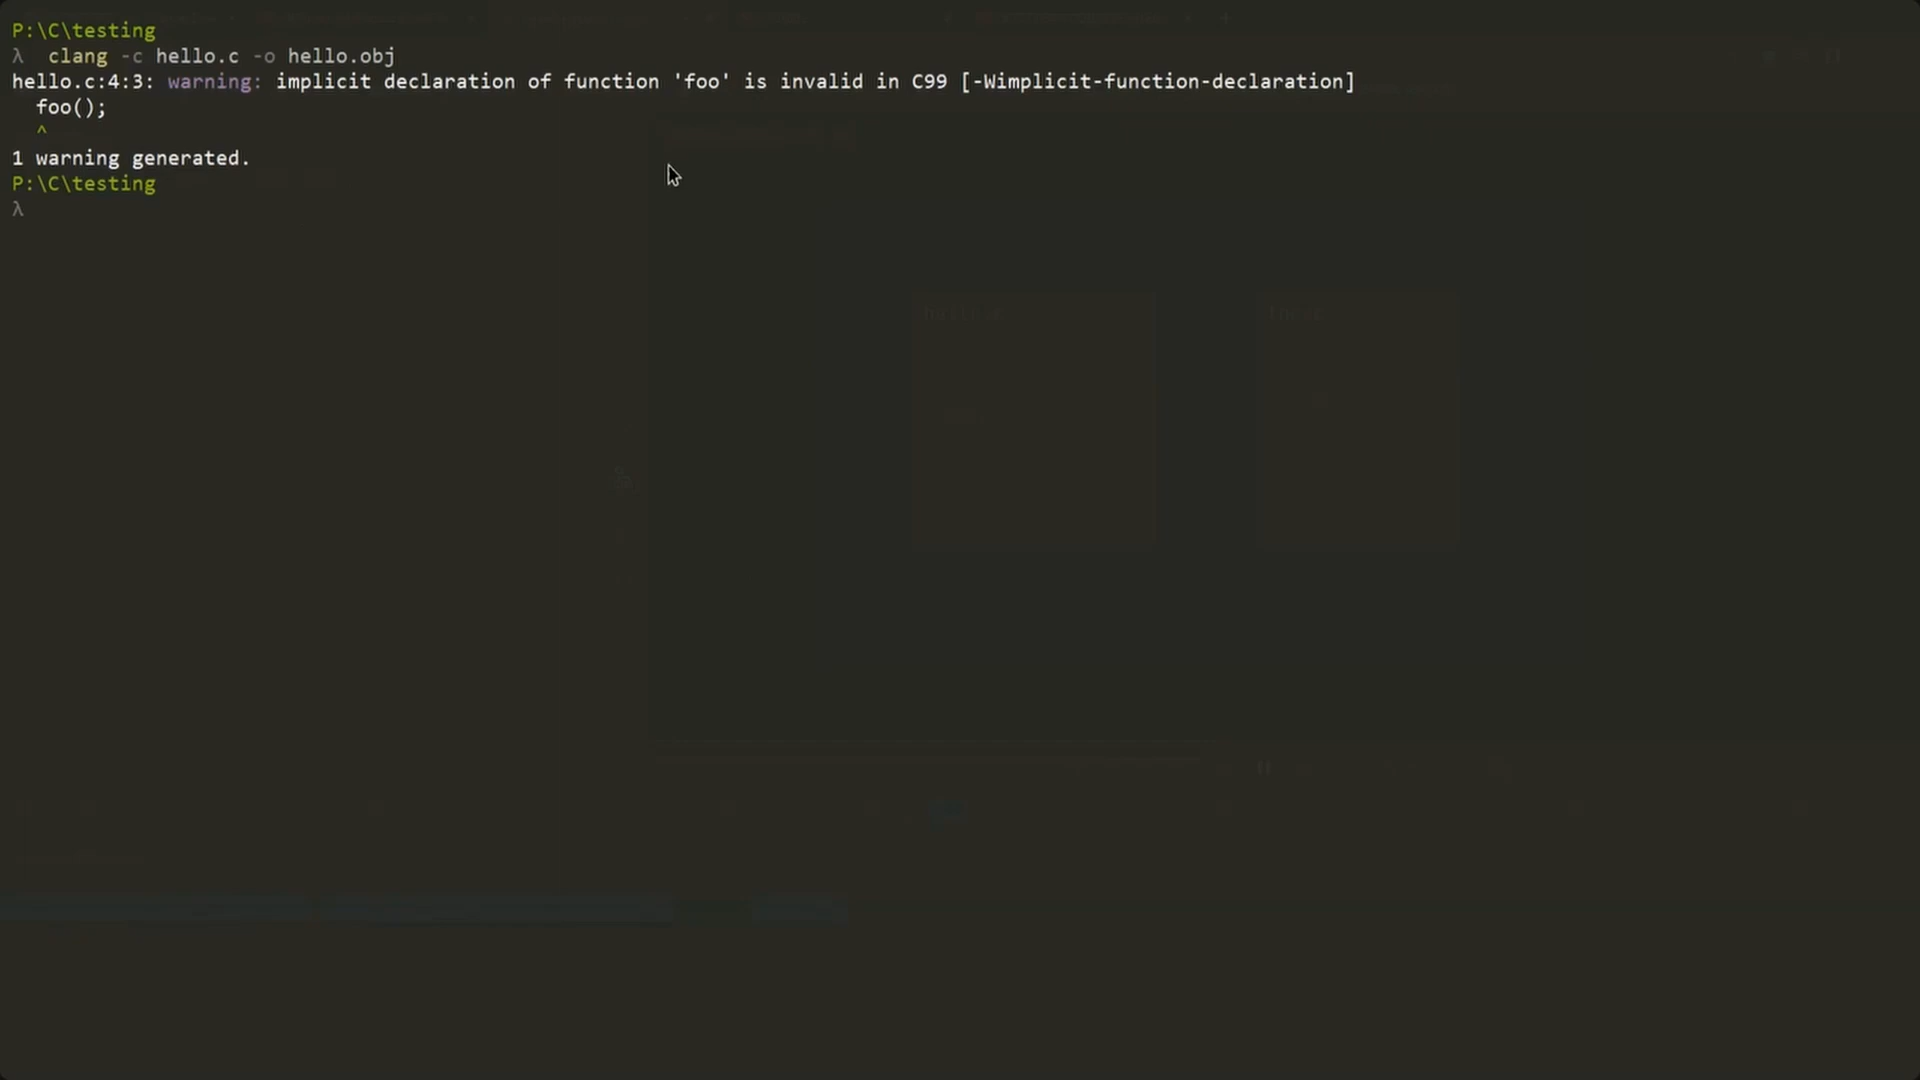 P:\C\testing
λ  clang -c hello.c -o hello.obj
hello.c:4:3: warning: implicit declaration of function 'foo' is invalid in C99 [-Wimplicit-function-declaration]
  foo();
  ^
1 warning generated.
P:\C\testing
λ